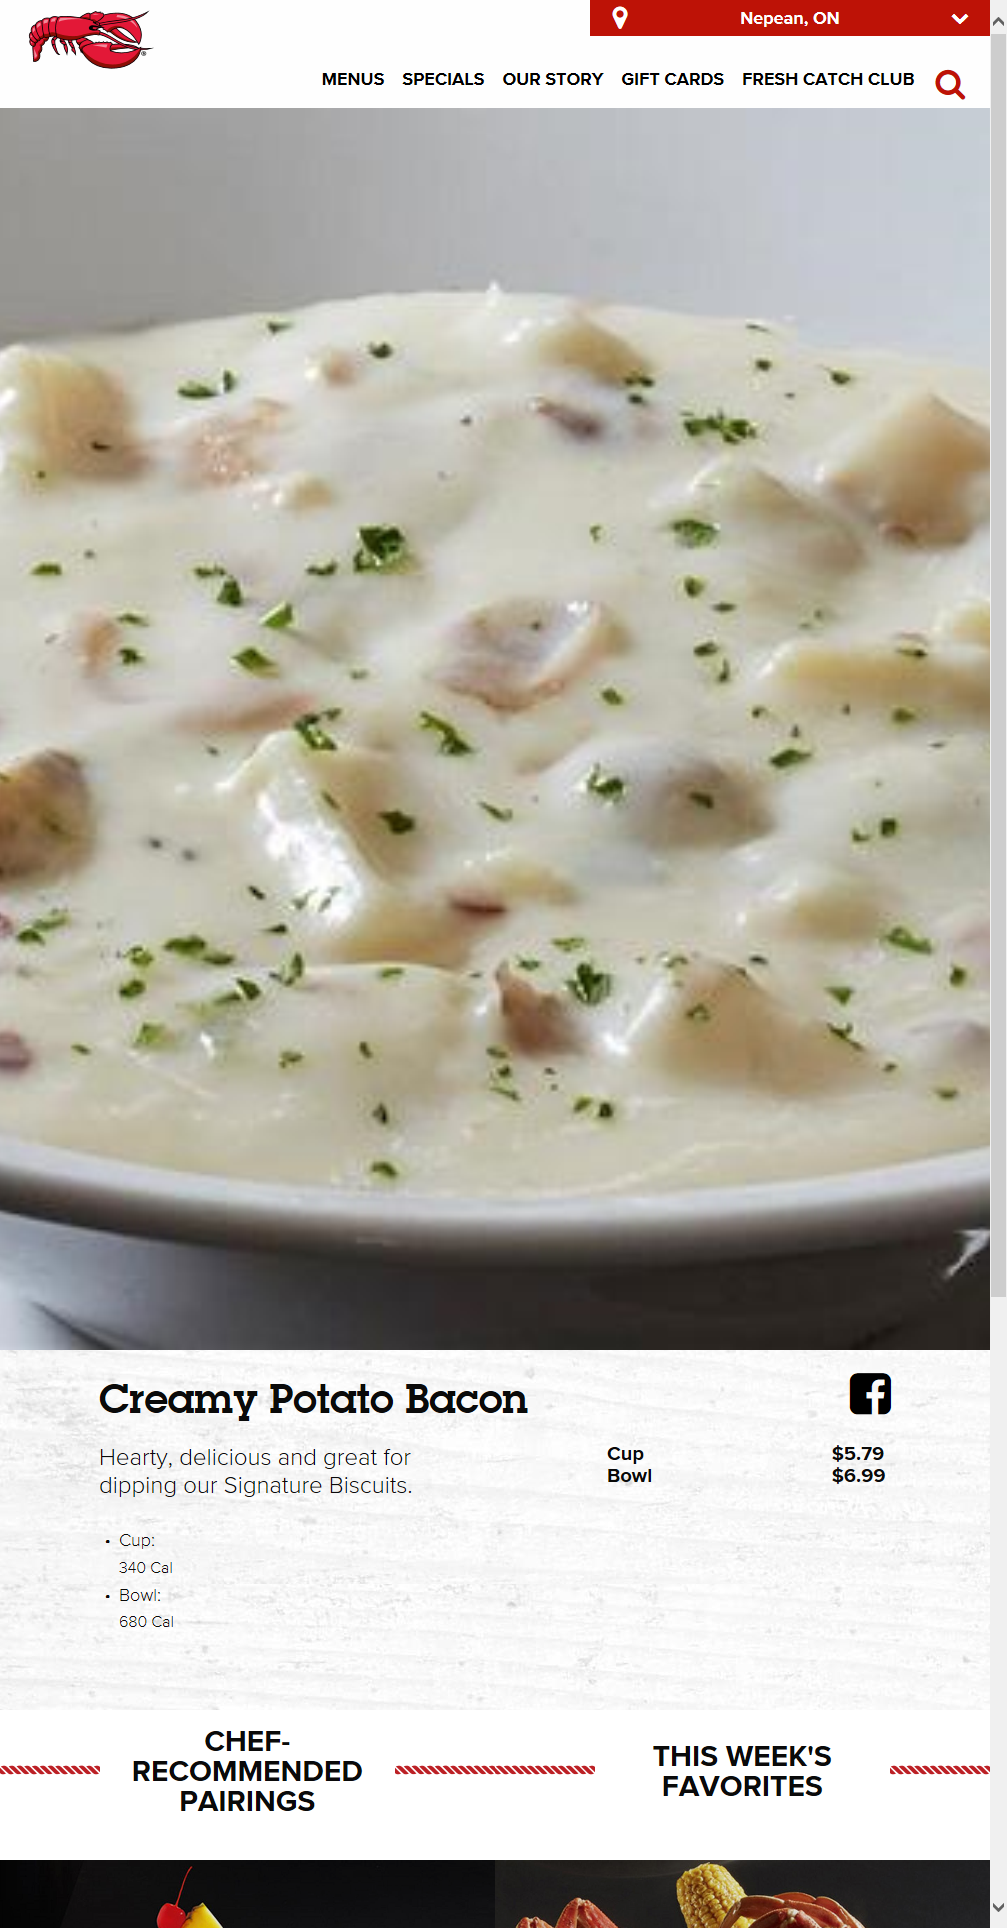 Nepean, ON
MENUS SPECIALS OUR STORY GIFT CARDS FRESH CATCH CLUB
Creamy Potato Bacon
Hearty, delicious and great for
dipping our Signature Biscuits.
Cup $5.79
Bowl $6.99
• Cup:
340 Cal
• Bowl:
680 Cal
CHEF-
RECOMMENDED
PAIRINGS
THIS WEEK'S
FAVORITES